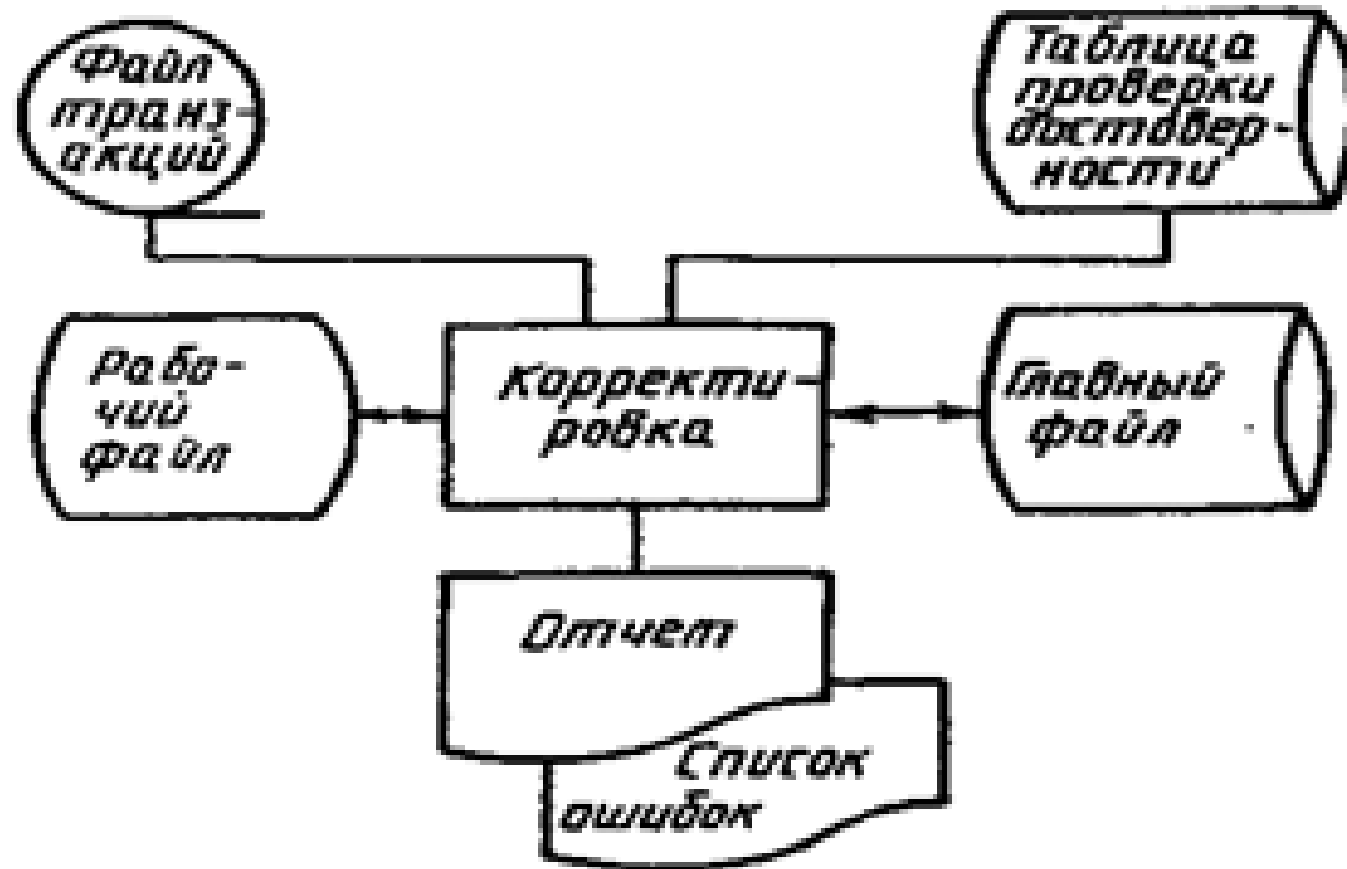 Файл
транз-
акций
Таблица
проверки
достовер-
ности
Рабо-
чий
файл
Корректи-
ровка
Главный
файл
Отчет
Список
ошибок